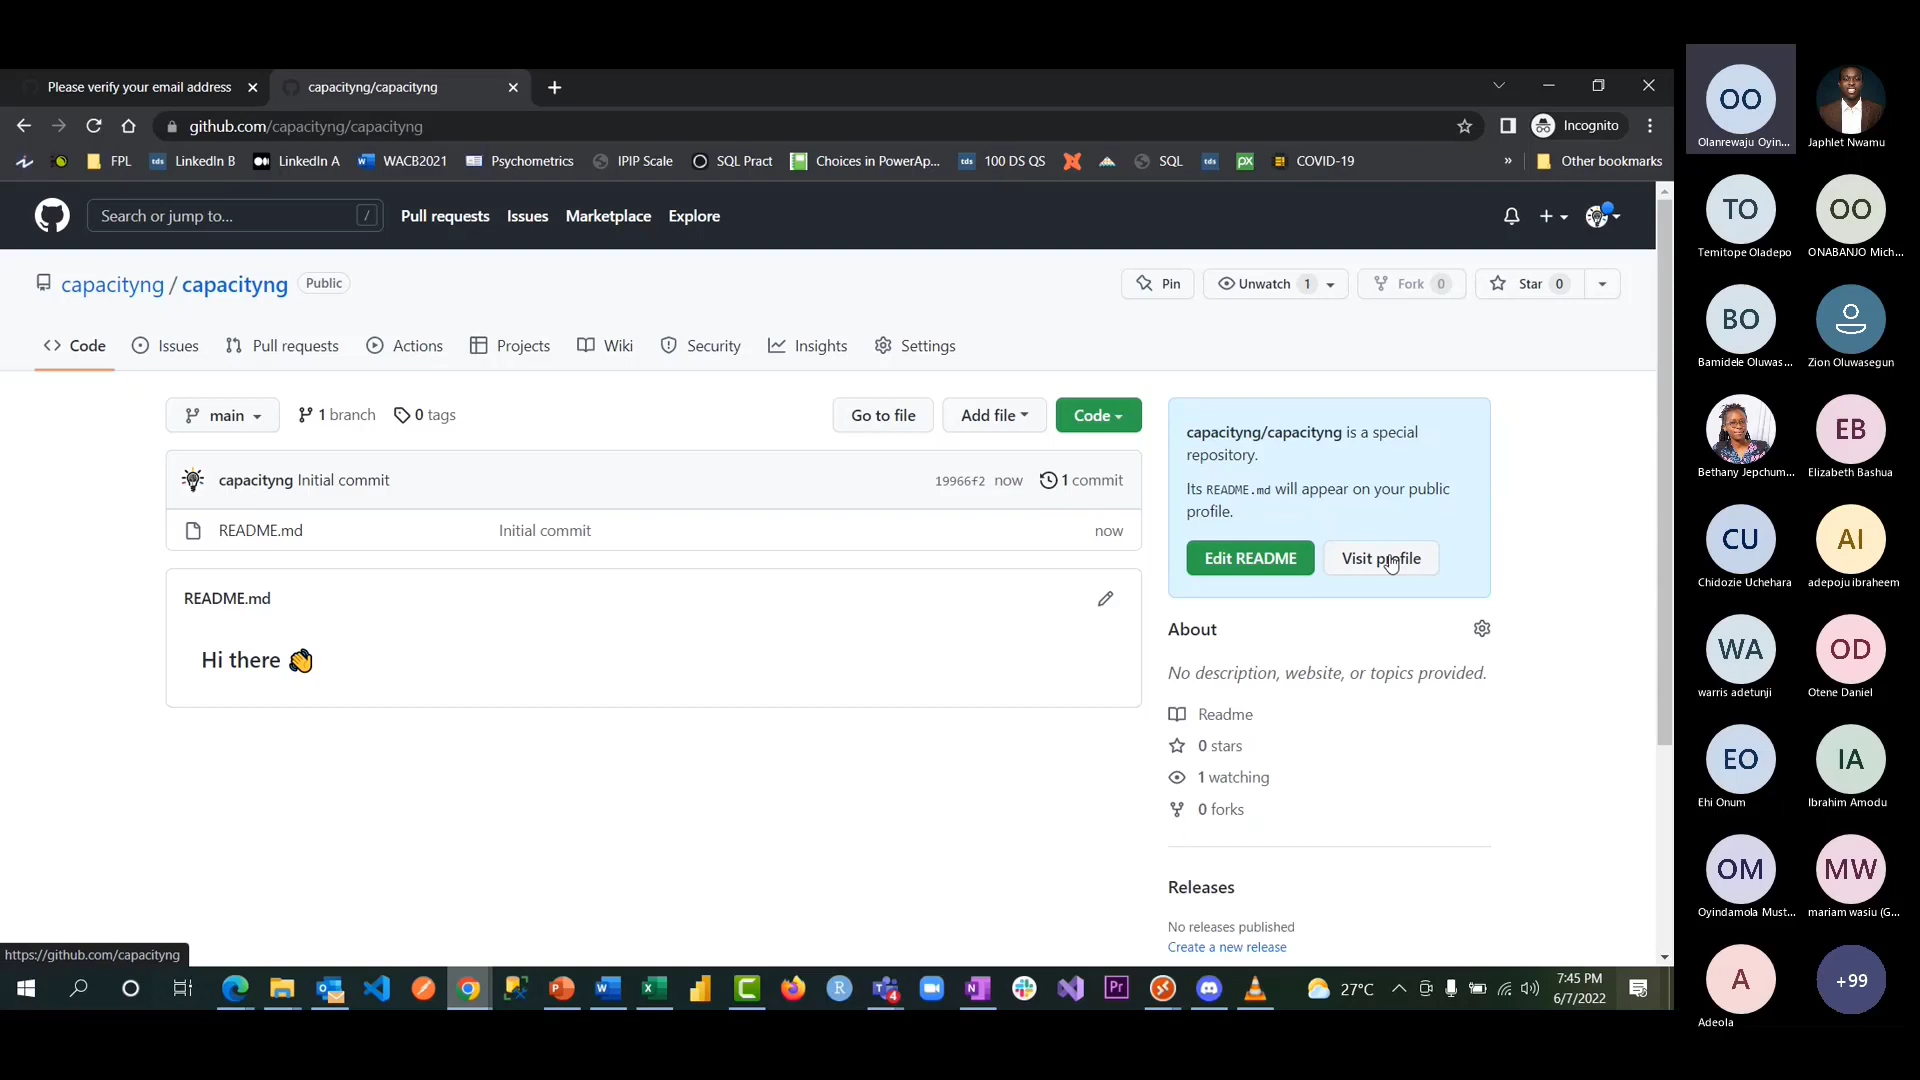 Please verify your email address
capacityng/capacityng
github.com/capacityng/capacityng
Incognito
FPL
LinkedIn B
LinkedIn A
WACB2021
Psychometrics
IPIP Scale
SQL Pract
Choices in PowerAp...
100 DS QS
SQL
COVID-19
»
Other bookmarks
Search or jump to...
/
Pull requests
Issues
Marketplace
Explore
capacityng / capacityng
Public
Pin
Unwatch 1
Fork 0
Star 0
Code
Issues
Pull requests
Actions
Projects
Wiki
Security
Insights
Settings
main
1 branch
0 tags
Go to file
Add file
Code
capacityng Initial commit
19966f2 now
1 commit
README.md
Initial commit
now
README.md
Hi there 👋
capacityng/capacityng is a special
repository.
Its README.md will appear on your public
profile.
Edit README
Visit profile
About
No description, website, or topics provided.
Readme
0 stars
1 watching
0 forks
Releases
No releases published
Create a new release
https://github.com/capacityng
27°C
7:45 PM
6/7/2022
OO
Olanrewaju Oyin...
Japhlet Nwamu
TO
Temitope Oladepo
OO
ONABANJO Mich...
BO
Bamidele Oluwas...
Zion Oluwasegun
Bethany Jepchum...
EB
Elizabeth Bashua
CU
Chidozie Uchehara
AI
adepoju ibraheem
WA
warris adetunji
OD
Otene Daniel
EO
Ehi Onum
IA
Ibrahim Amodu
OM
Oyindamola Must...
MW
mariam wasiu (G...
A
Adeola
+99